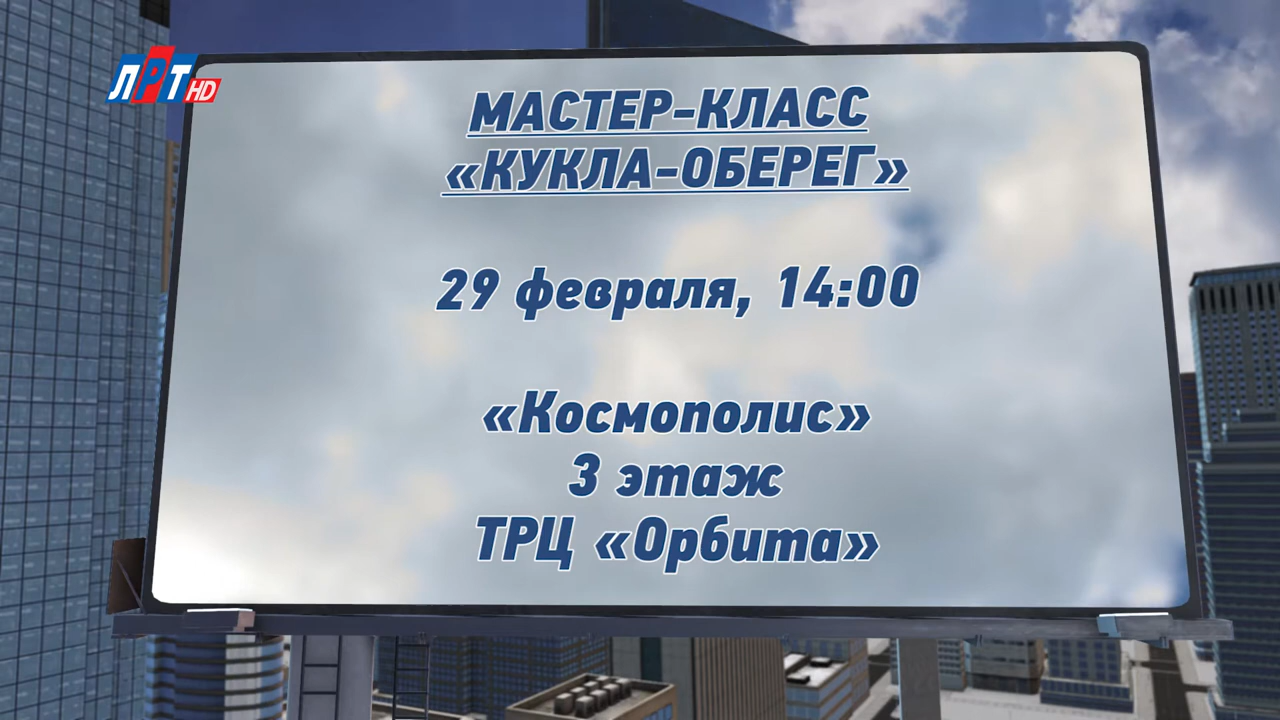 ЛРТ HD
МАСТЕР-КЛАСС
«КУКЛА-ОБЕРЕГ»
29 февраля, 14:00
«Космополис»
3 этаж
ТРЦ «Орбита»